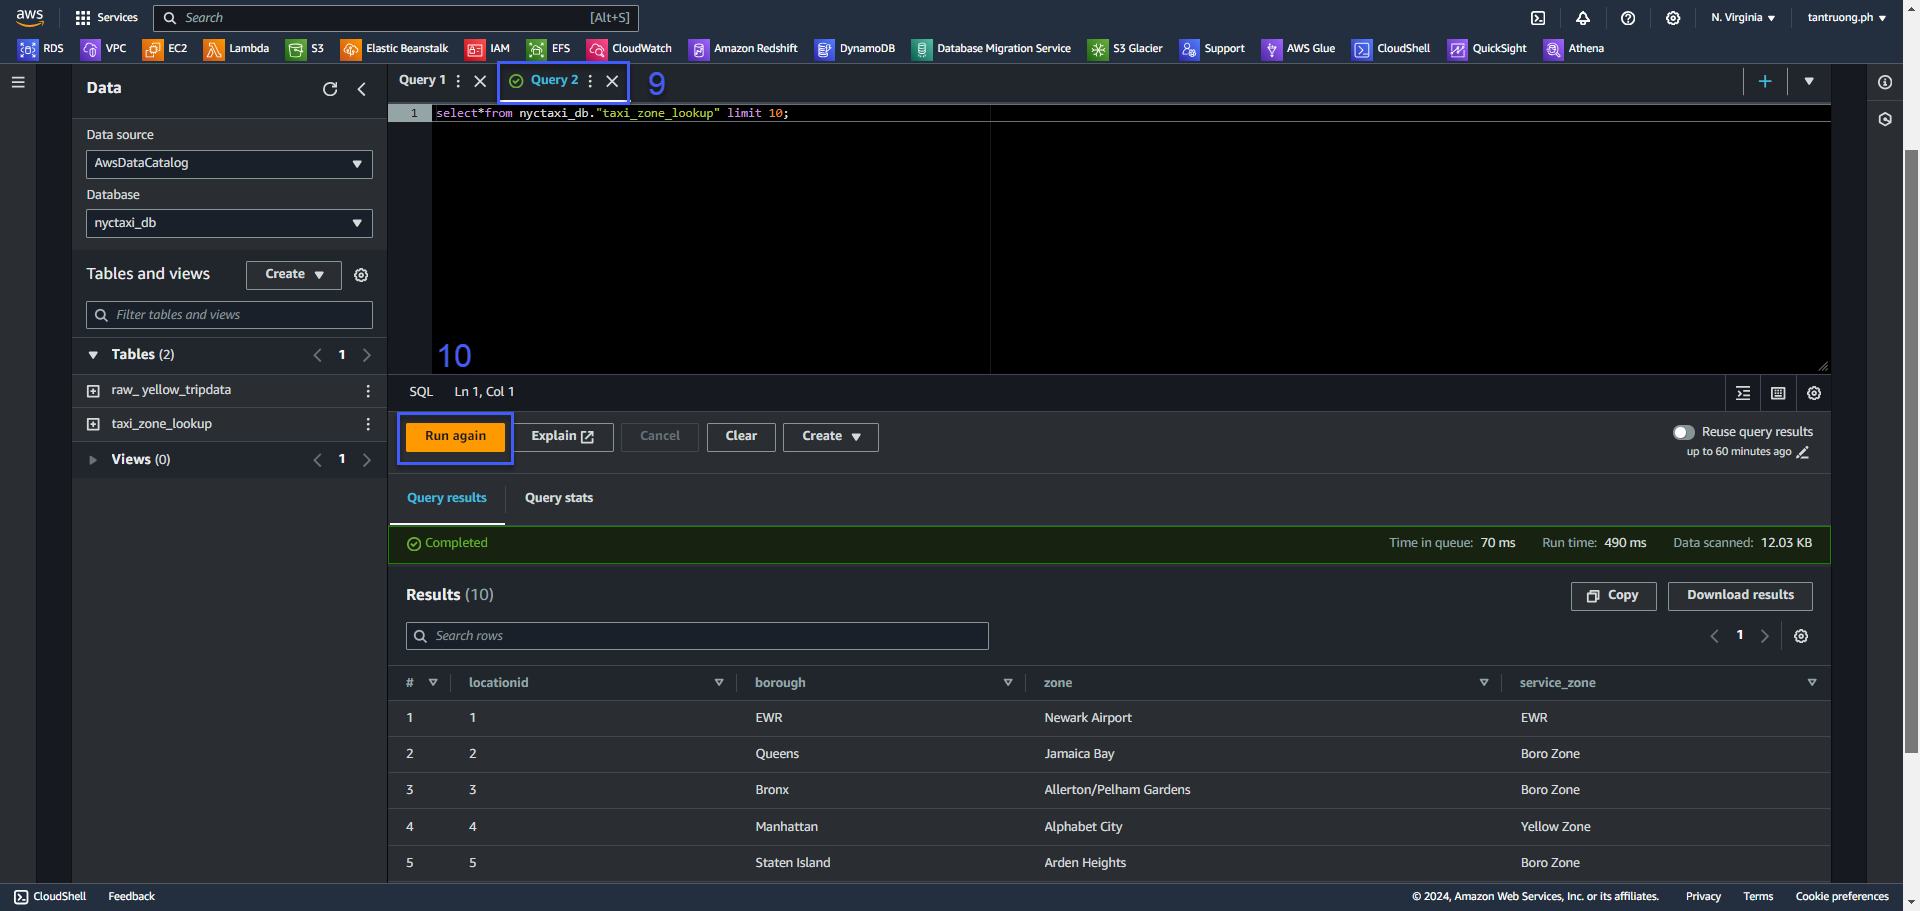 aws Services Search [Alt+S] N. Virginia tantruong.ph
RDS VPC EC2 Lambda S3 Elastic Beanstalk IAM EFS CloudWatch Amazon Redshift DynamoDB Database Migration Service S3 Glacier Support AWS Glue CloudShell QuickSight Athena
Data
Data source
AwsDataCatalog
Database
nyctaxi_db
Tables and views Create
Filter tables and views
Tables (2) 1
raw_ yellow_tripdata
taxi_zone_lookup
Views (0) 1
Query 1 Query 2 9
1 select*from nyctaxi_db."taxi_zone_lookup" limit 10;
10
SQL Ln 1, Col 1
Run again Explain Cancel Clear Create
Reuse query results
up to 60 minutes ago
Query results Query stats
Completed Time in queue: 70 ms Run time: 490 ms Data scanned: 12.03 KB
Results (10) Copy Download results
Search rows 1
# locationid borough zone service_zone
1 1 EWR Newark Airport EWR
2 2 Queens Jamaica Bay Boro Zone
3 3 Bronx Allerton/Pelham Gardens Boro Zone
4 4 Manhattan Alphabet City Yellow Zone
5 5 Staten Island Arden Heights Boro Zone
CloudShell Feedback © 2024, Amazon Web Services, Inc. or its affiliates. Privacy Terms Cookie preferences